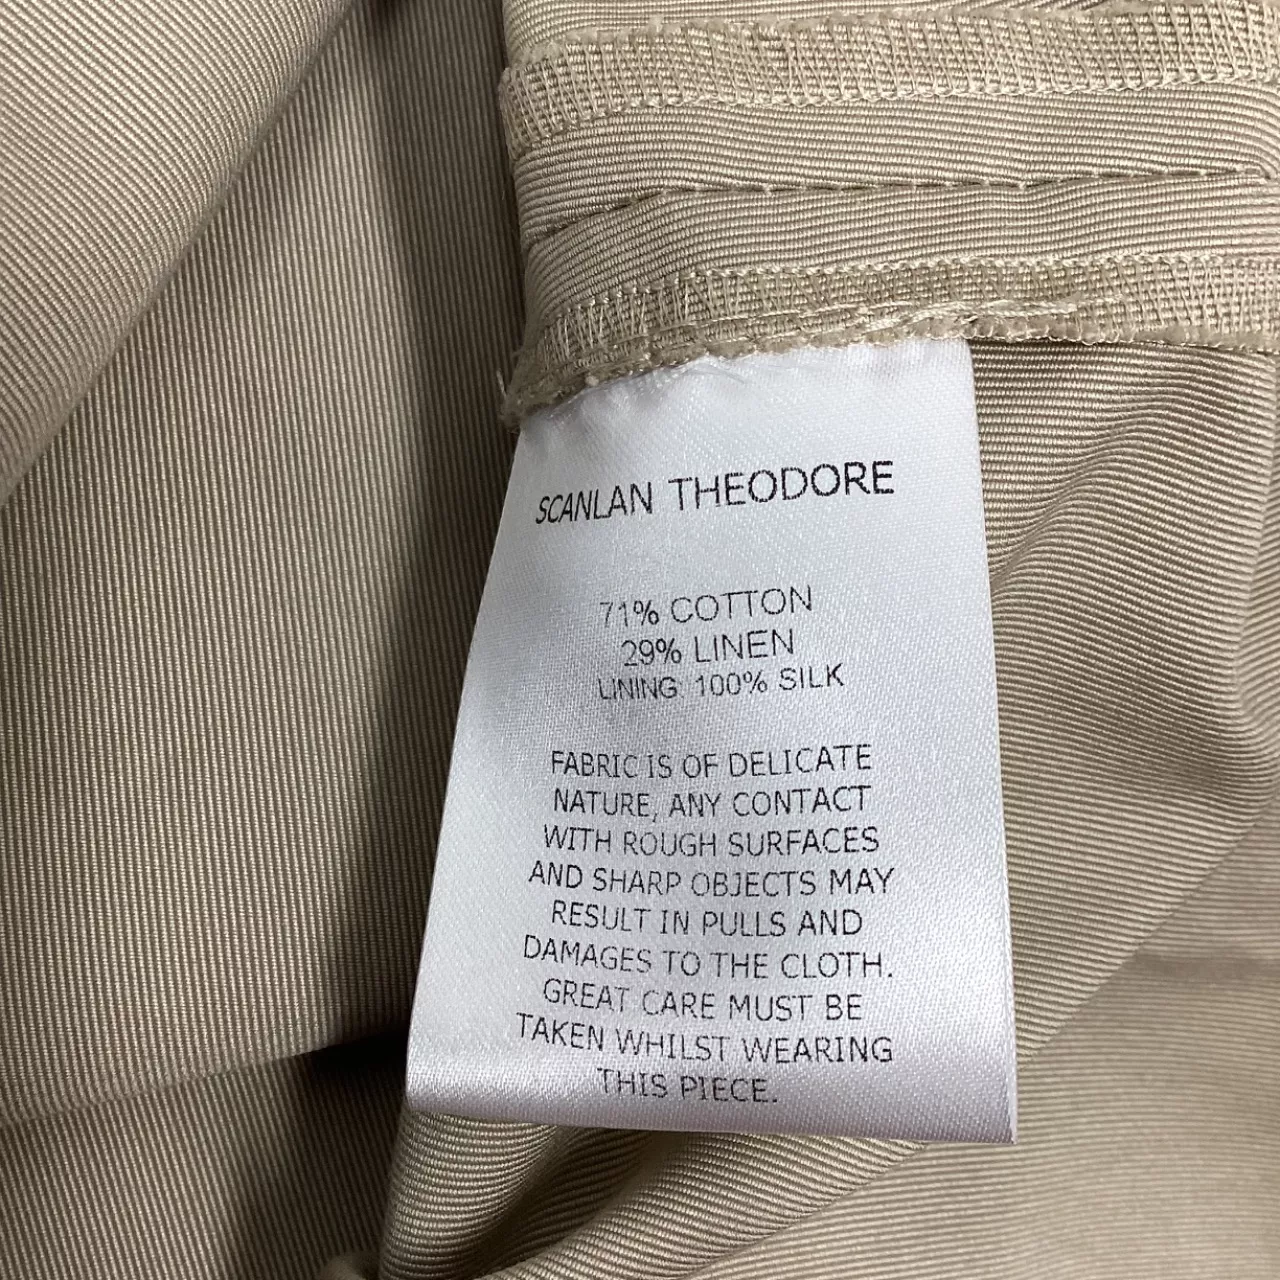 SCANLAN THEODORE
71% COTTON
29% LINEN
LINING 100% SILK
FABRIC IS OF DELICATE
NATURE, ANY CONTACT
WITH ROUGH SURFACES
AND SHARP OBJECTS MAY
RESULT IN PULLS AND
DAMAGES TO THE CLOTH.
GREAT CARE MUST BE
TAKEN WHILST WEARING
THIS PIECE.